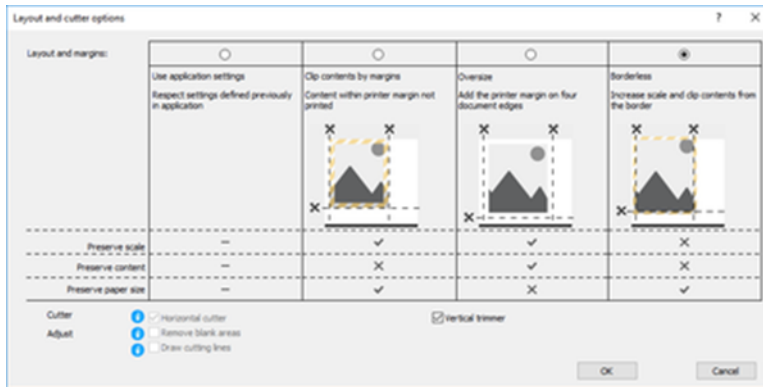 Layout and cutter options
Layout and margins:
Use application settings
Respect settings defined previously
in application
Clip contents by margins
Content within printer margin not
printed
Oversize
Add the printer margin on four
document edges
Borderless
Increase scale and clip contents from
the border
Preserve scale
Preserve content
Preserve paper size
Cutter
Horizontal cutter
Vertical trimmer
Adjust
Remove blank areas
Draw cutting lines
OK
Cancel